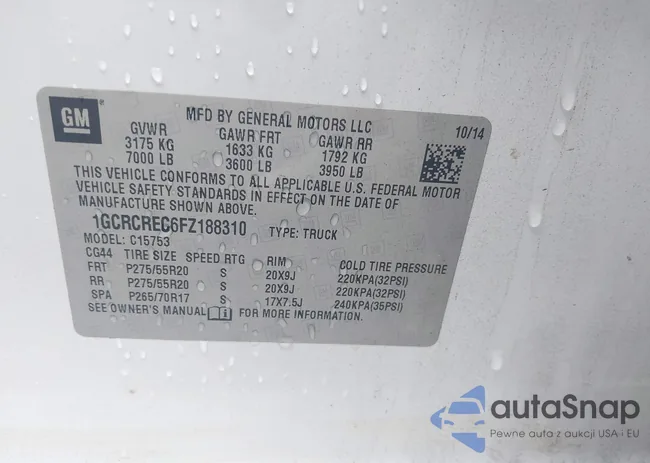 GM
MFD BY GENERAL MOTORS LLC
10/14
GVWR GAWR FRT GAWR RR
3175 KG 1633 KG 1792 KG
7000 LB 3600 LB 3950 LB
THIS VEHICLE CONFORMS TO ALL APPLICABLE U.S. FEDERAL MOTOR
VEHICLE SAFETY STANDARDS IN EFFECT ON THE DATE OF
MANUFACTURE SHOWN ABOVE.
1GCRCREC6FZ188310 TYPE: TRUCK
MODEL: C15753
CG44 TIRE SIZE SPEED RTG RIM COLD TIRE PRESSURE
FRT P275/55R20 S 20X9J 220KPA(32PSI)
RR P275/55R20 S 20X9J 220KPA(32PSI)
SPA P265/70R17 S 17X7.5J 240KPA(35PSI)
SEE OWNER'S MANUAL FOR MORE INFORMATION.
autoSnap
Pewne auta z aukcji USA i EU